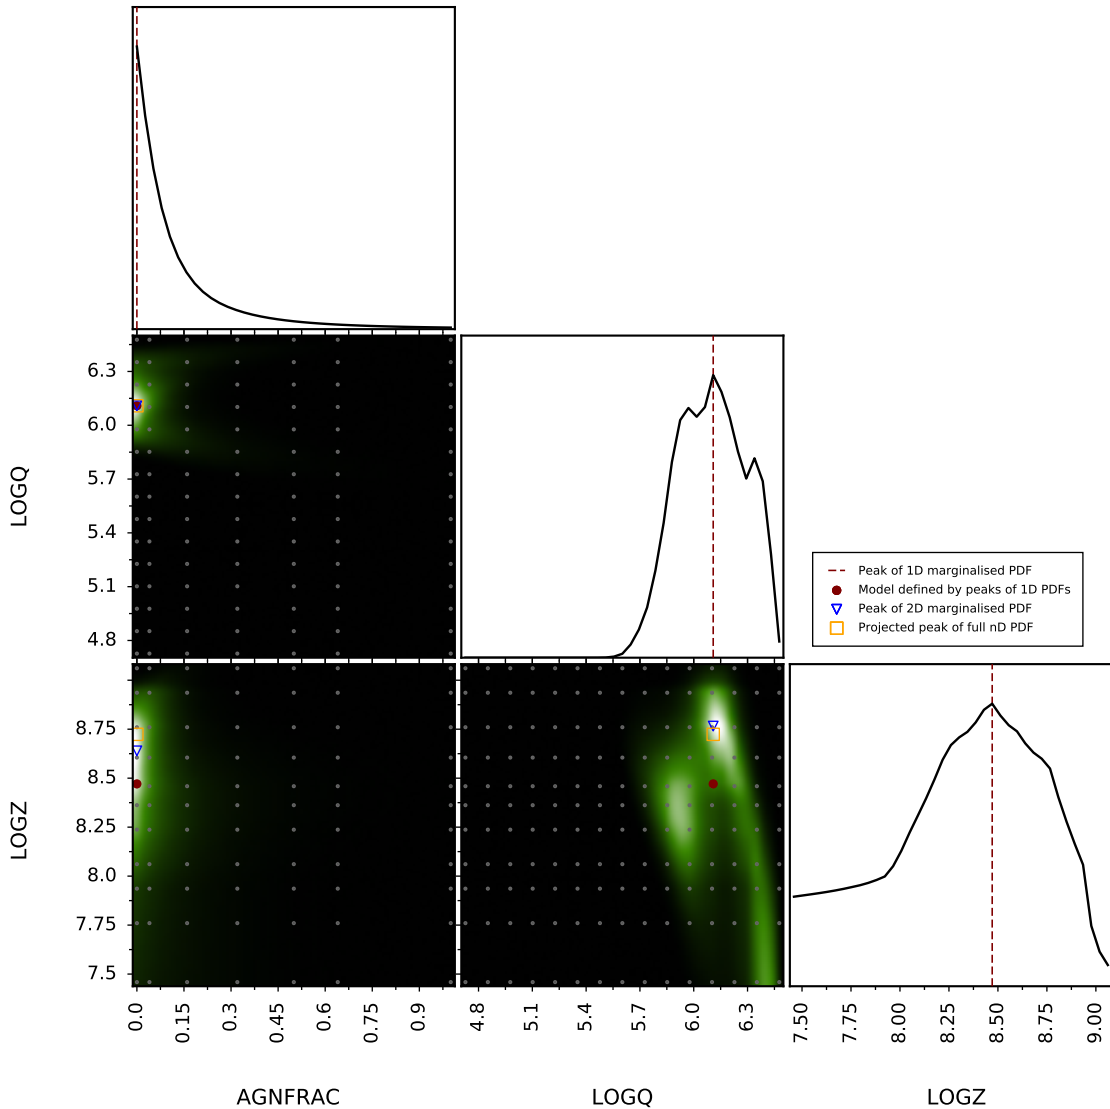 6.3
6.0
5.7
5.4
5.1
4.8
LOGQ
Peak of 1D marginalised PDF
Model defined by peaks of 1D PDFs
Peak of 2D marginalised PDF
Projected peak of full nD PDF
8.75
8.5
8.25
8.0
7.75
7.5
LOGZ
0.0 0.15 0.3 0.45 0.6 0.75 0.9
4.8 5.1 5.4 5.7 6.0 6.3
7.50 7.75 8.00 8.25 8.50 8.75 9.00
AGNFRAC LOGQ LOGZ